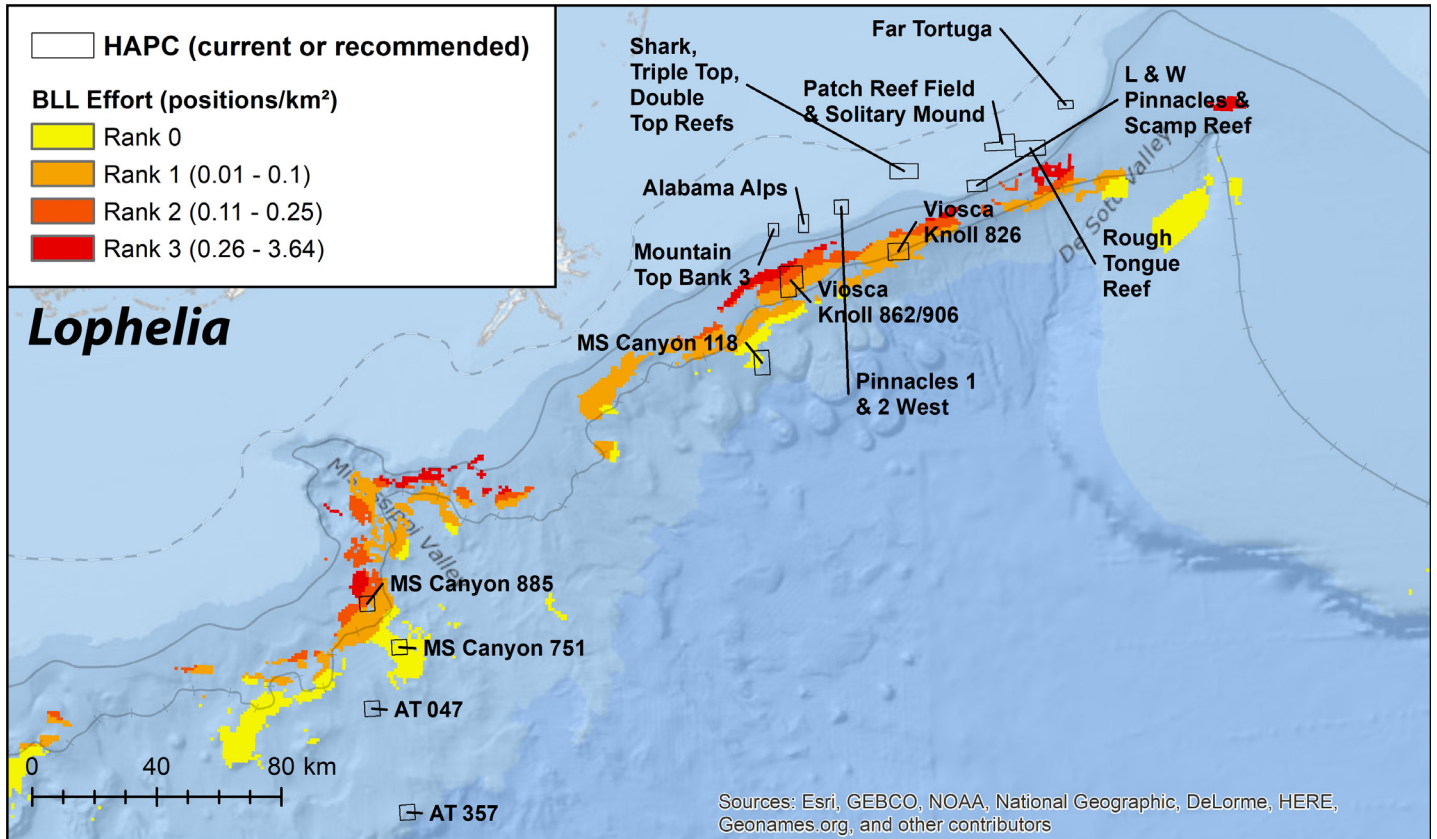 HAPC (current or recommended)
BLL Effort (positions/km²)
Rank 0
Rank 1 (0.01 - 0.1)
Rank 2 (0.11 - 0.25)
Rank 3 (0.26 - 3.64)
Lophelia
Shark,
Triple Top,
Double
Top Reefs
Far Tortuga
Patch Reef Field
& Solitary Mound
L & W
Pinnacles &
Scamp Reef
Alabama Alps
Mountain
Top Bank 3
Viosca
Knoll 826
De Soto Valley
Rough
Tongue
Reef
Viosca
Knoll 862/906
MS Canyon 118
Pinnacles 1
& 2 West
Mississippi Valley
MS Canyon 885
MS Canyon 751
AT 047
AT 357
0 40 80 km
Sources: Esri, GEBCO, NOAA, National Geographic, DeLorme, HERE,
Geonames.org, and other contributors